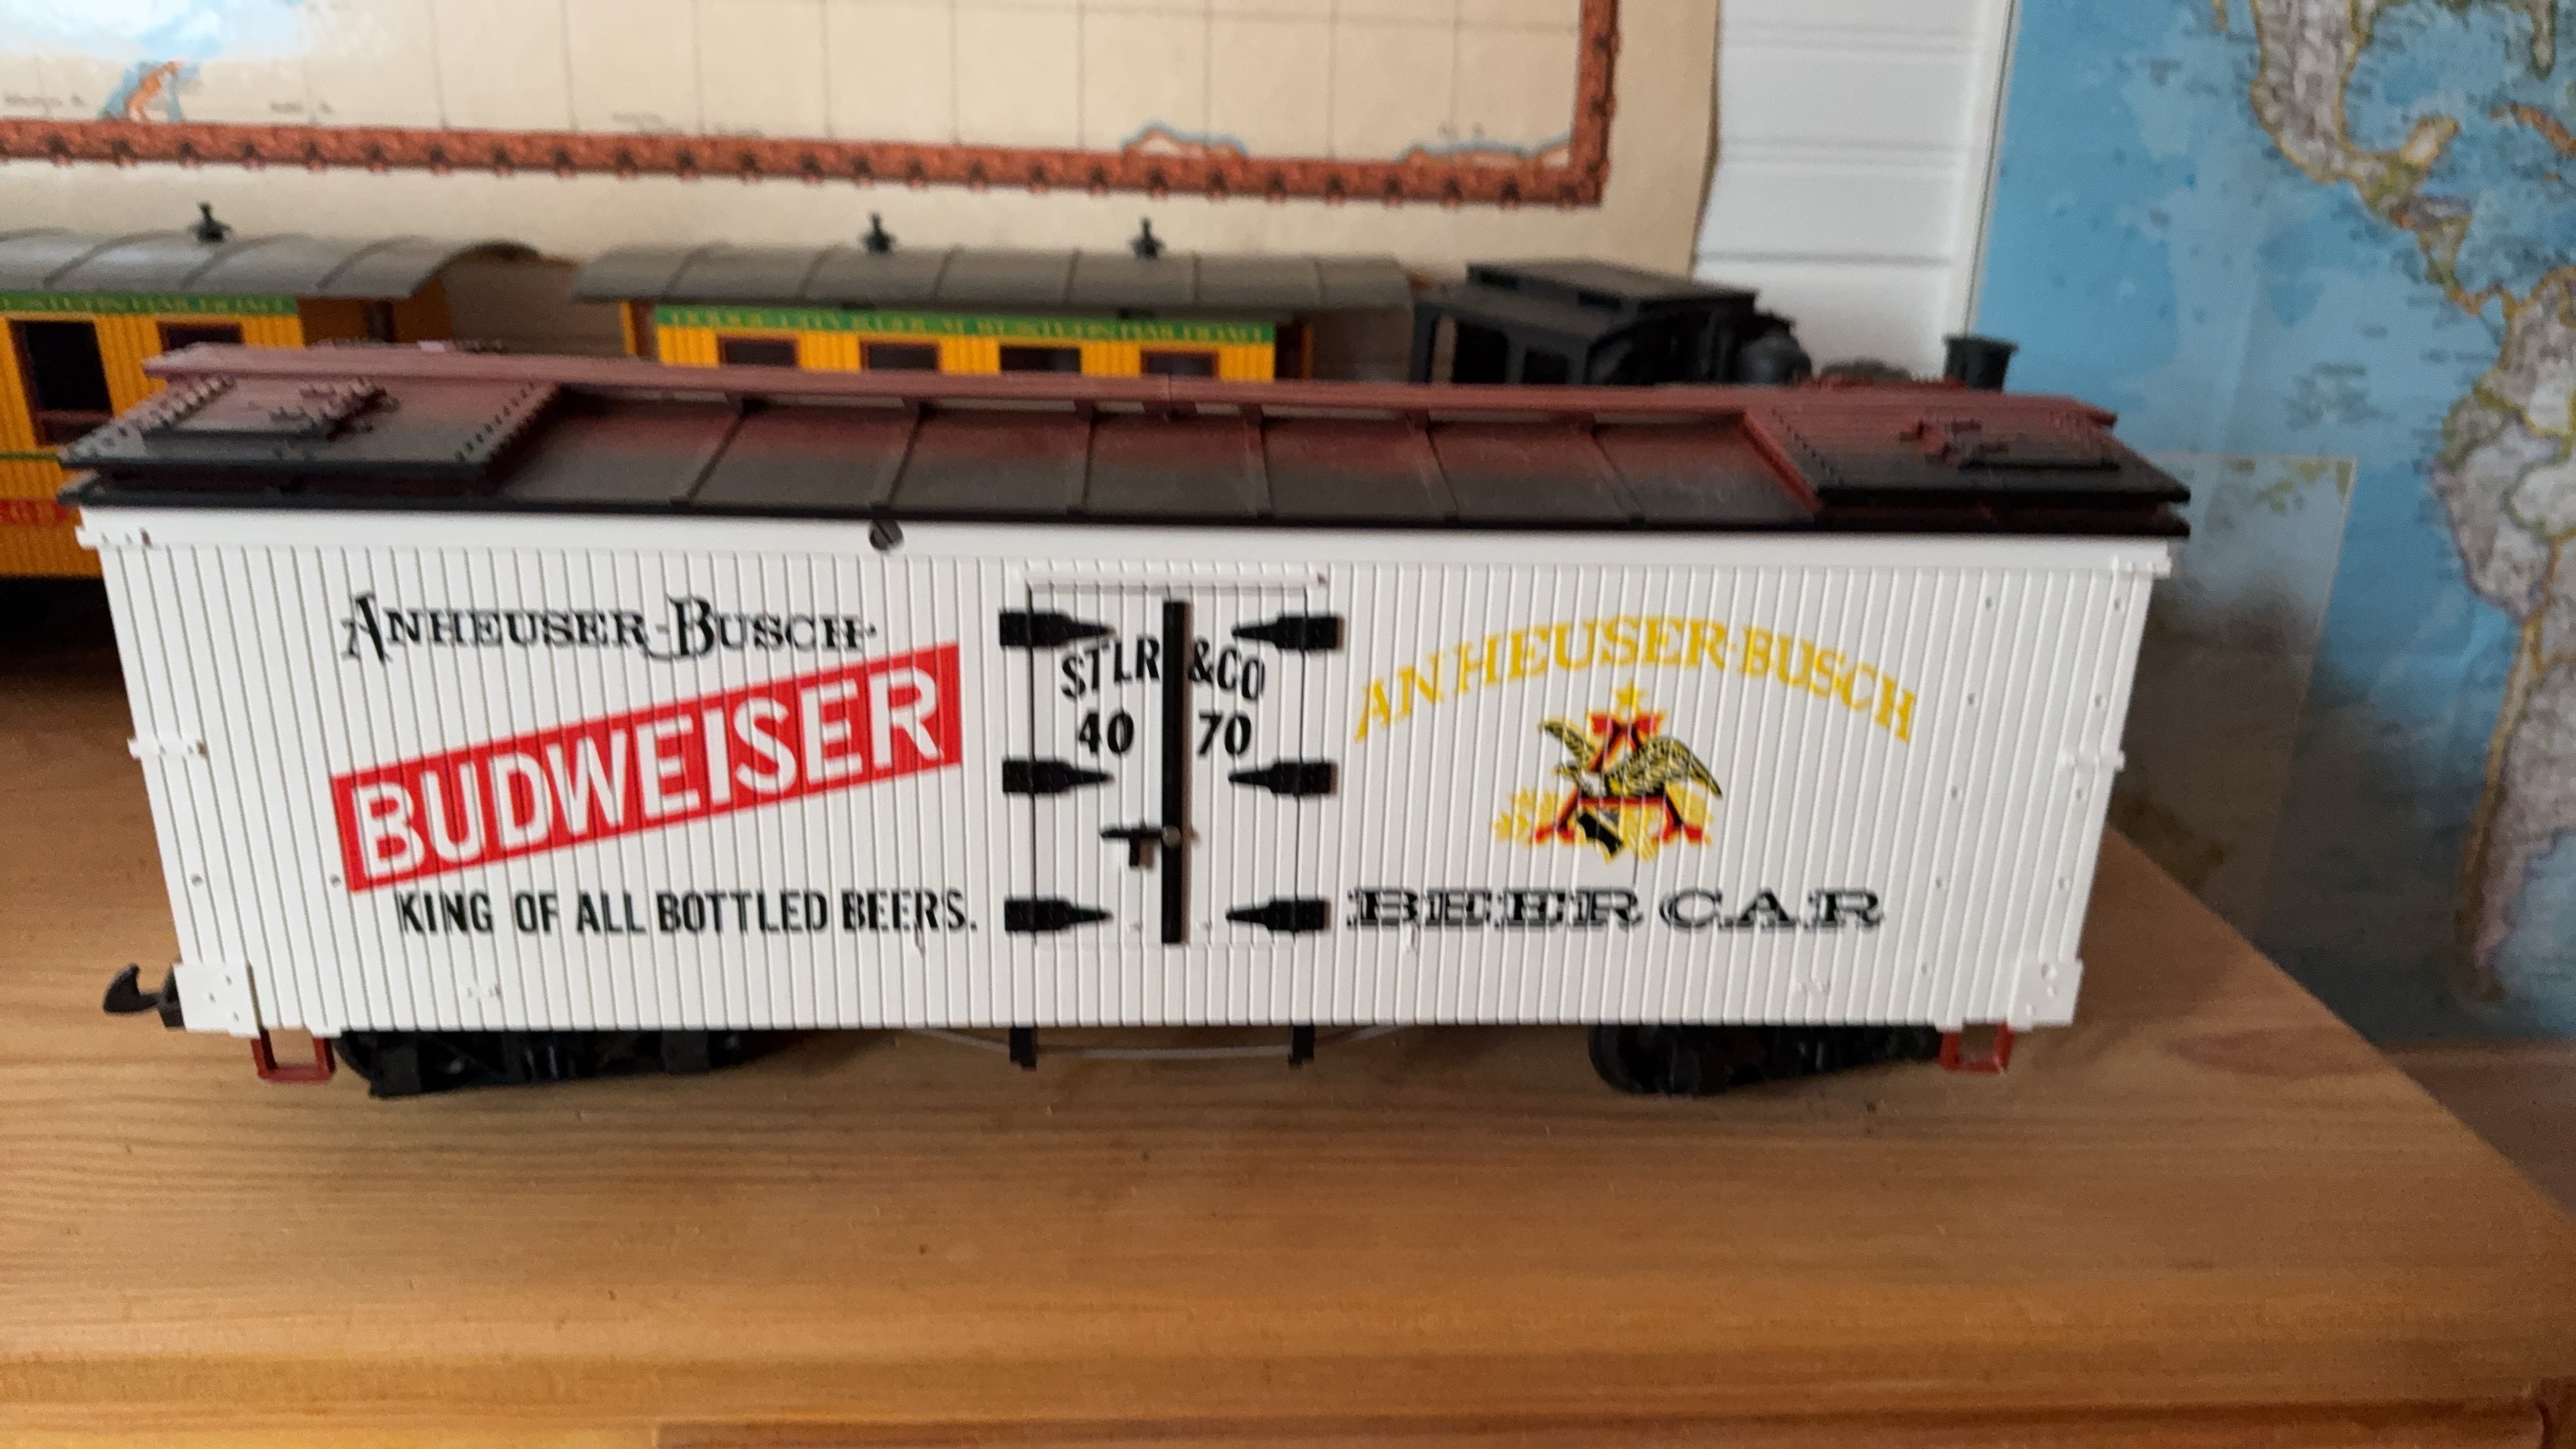 ANHEUSER-BUSCH
BUDWEISER
KING OF ALL BOTTLED BEERS.
STLR &CO
40 70
ANHEUSER-BUSCH
A
BEER CAR